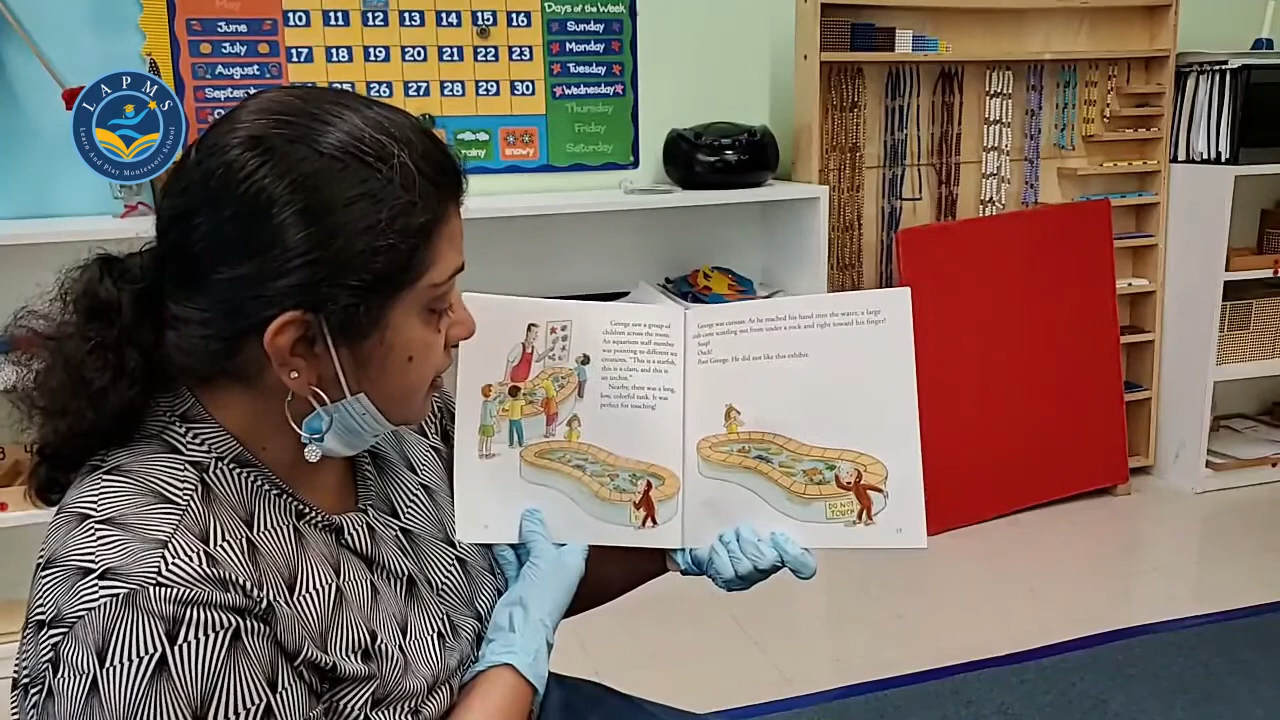 LAPMS
Learn And Play Montessori School
May
June
July
August
10 11 12 13 14 15 16
17 18 19 20 21 22 23
26 27 28 29 30
rainy
snowy
Days of the Week
Sunday
Monday
Tuesday
Wednesday
Thursday
Friday
Saturday
George saw a group of
children across the room.
An aquarium staff member
was pointing to different sea
creatures. "This is a starfish,
this is a clam, and this is
an urchin."
Nearby, there was a long,
low, colorful tank. It was
perfect for touching!
George was curious. As he reached his hand into the water, a large
crab came scuttling out from under a rock and right toward his finger!
Snap!
Ouch!
Poor George. He did not like this exhibit.
DO NOT
TOUCH